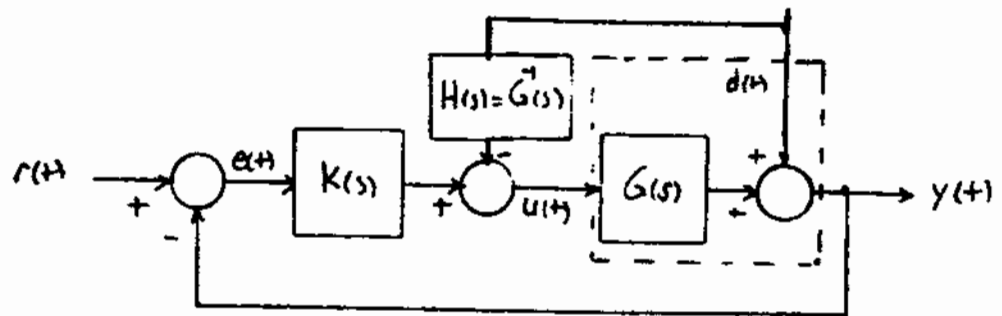 d(t)
H(s)=G⁻¹(s)
r(t) + - e(t) K(s) + - u(t) G(s) + + y(t)